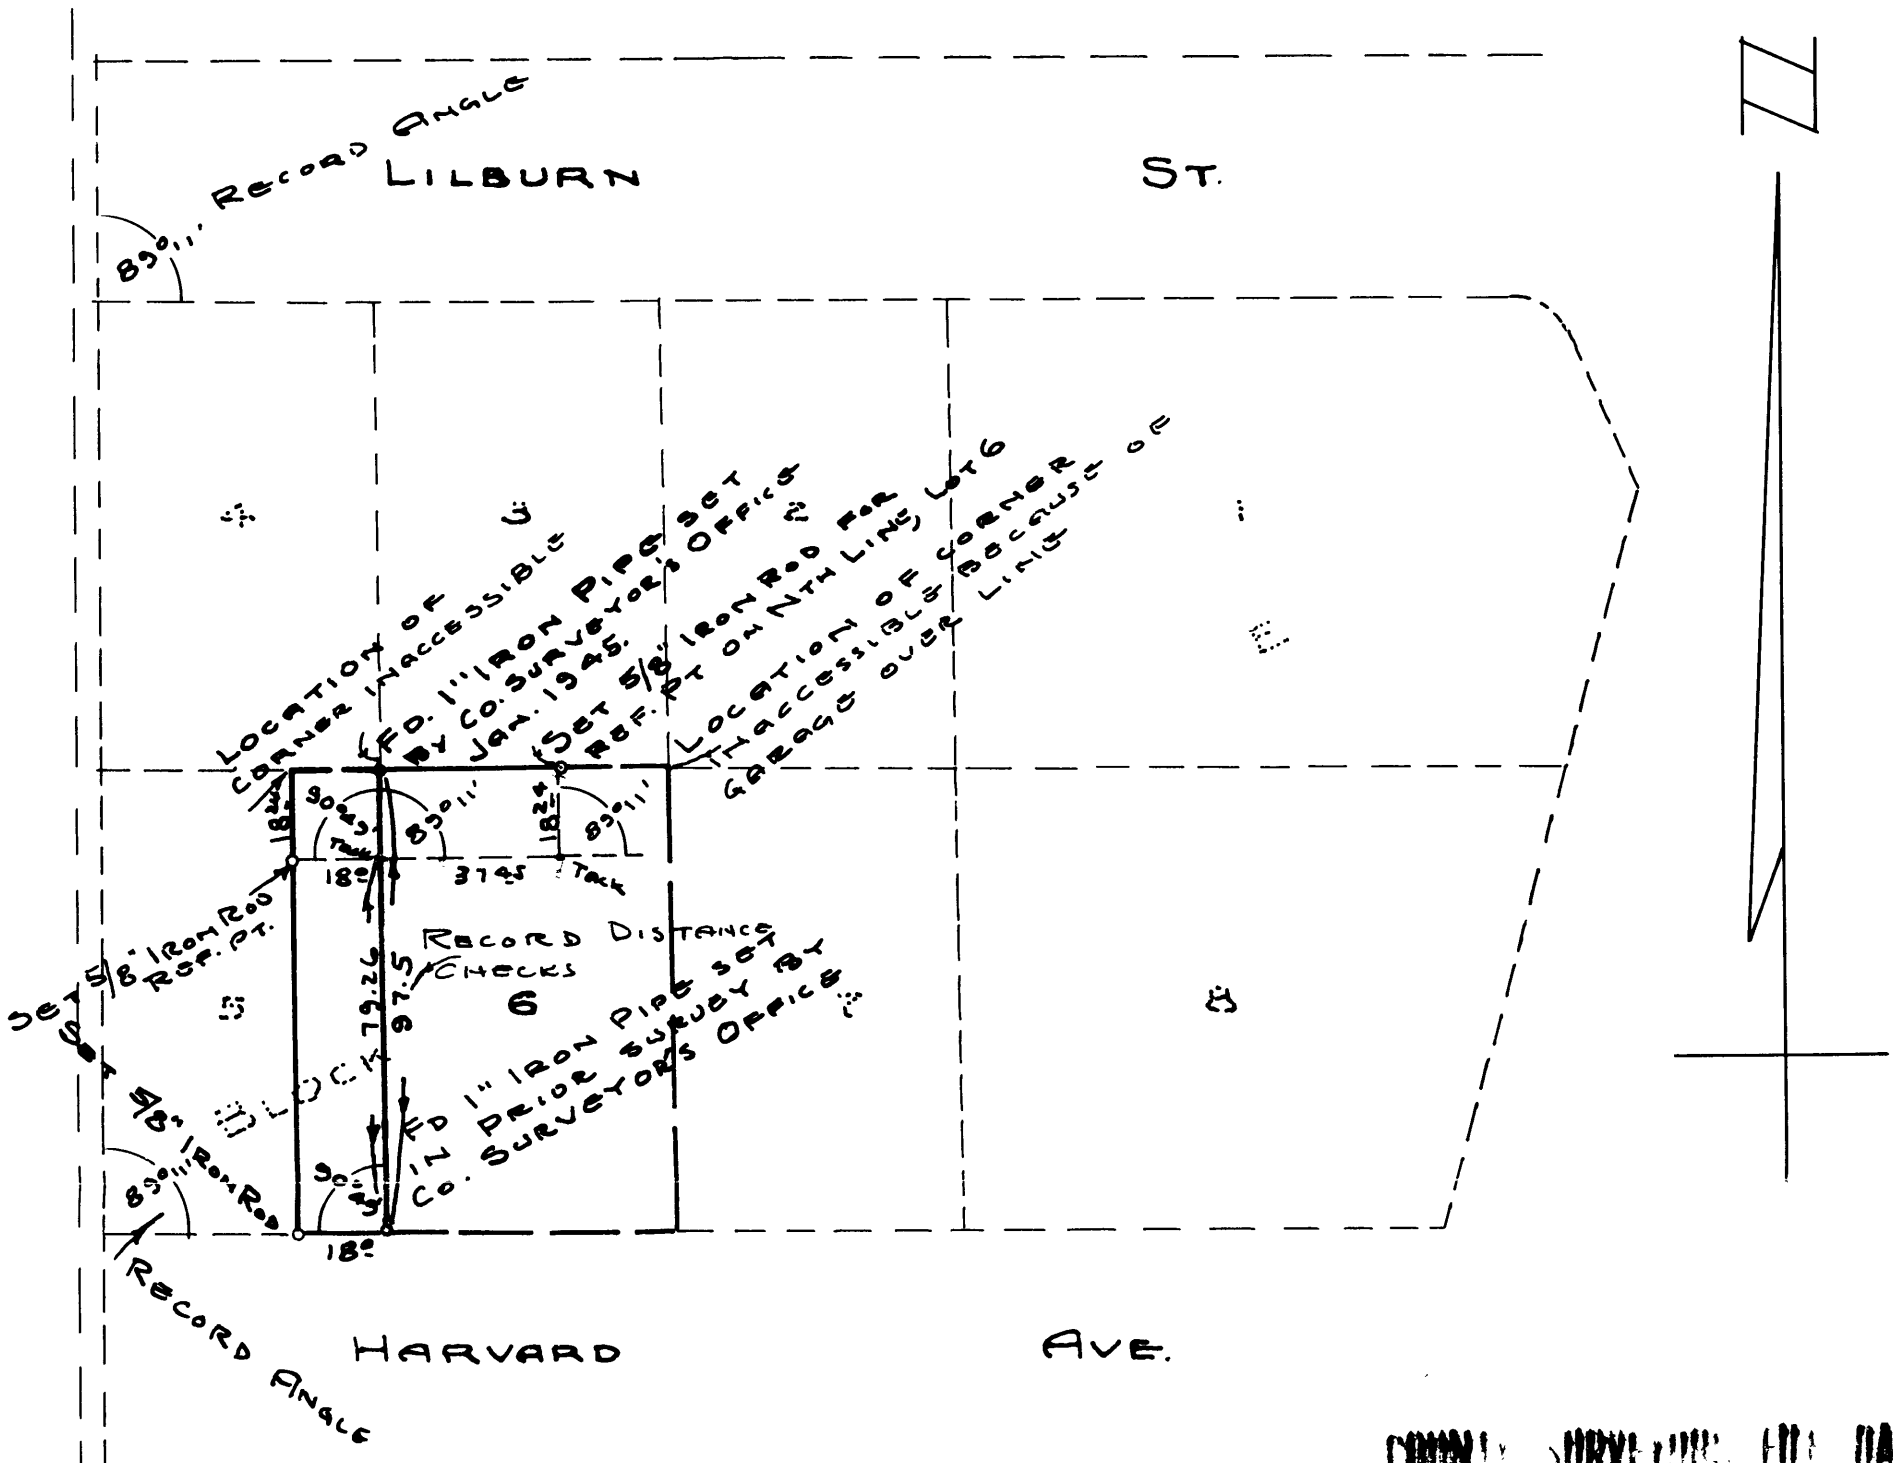 N
RECORD ANGLE
89°11'
LILBURN ST.
4
3
2
1
LOCATION OF
CORNER INACCESSIBLE
FD. 1" IRON PIPE SET
BY CO. SURVEYOR'S OFFICE
JAN. 1945.
SET 5/8" IRON ROD FOR
REF. PT ON NTH LINE, LOT 6
LOCATION OF CORNER
INACCESSIBLE BECAUSE OF
GARAGE OVER LINE
18.24
90°49'
89°11'
18.24
89°11'
Tack
18.0
37.45
Tack
SET 5/8" IRON ROD
REF. PT.
RECORD DISTANCE
CHECKS
79.26
97.5
5
6
7
8
BLOCK
E.
SET 5/8" IRON ROD
FD 1" IRON PIPE SET
IN PRIOR SURVEY BY
CO. SURVEYOR'S OFFICE
89°11'
90°49'
18.0
RECORD ANGLE
HARVARD AVE.